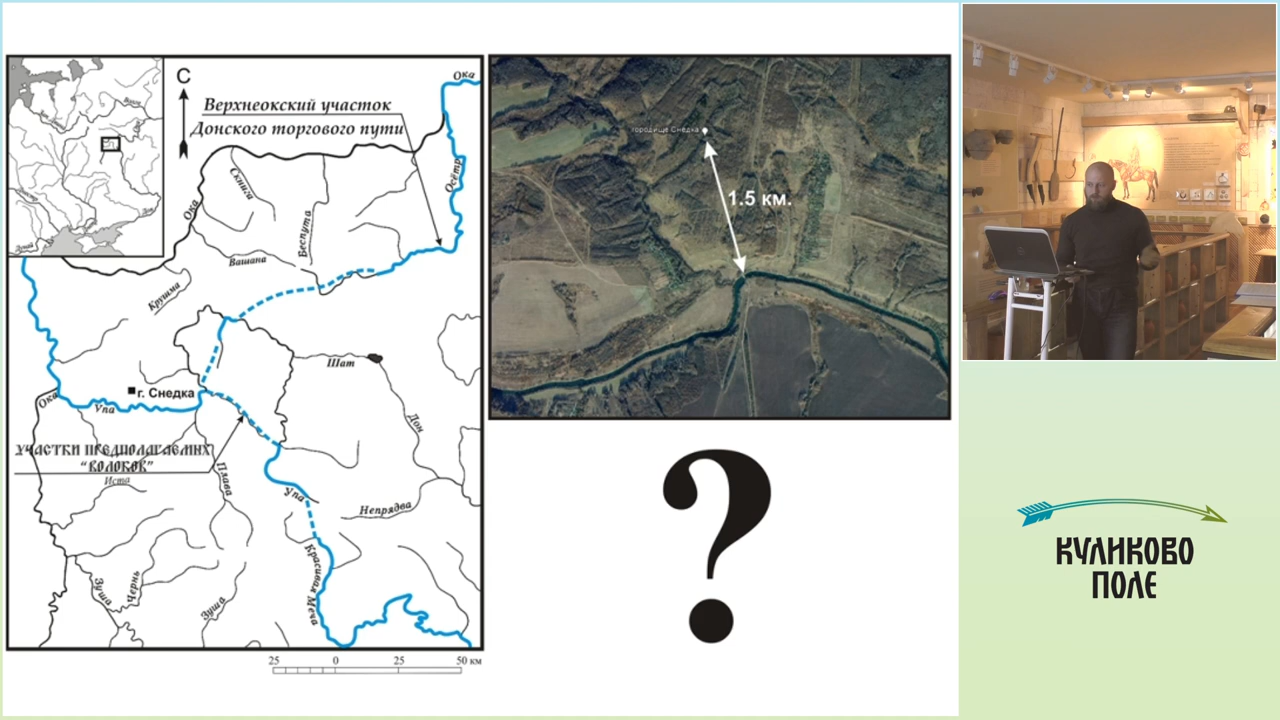 С
Верхнеокский участок
Донского торгового пути
Ока
Осётр
Скнига
Ока
Беспута
Вашана
Крушма
Шат
г. Снедка
Ока
Упа
Дон
УЧАСТКИ ПРЕДПОЛАГАЕМЫХ
"ВОЛОКОВ"
Иста
Плава
Упа
Непрядва
Красивая Меча
Зуша
Чернь
Зуша
25 0 25 50 км
городище Снедка
1.5 км.
?
КУЛИКОВО
ПОЛЕ